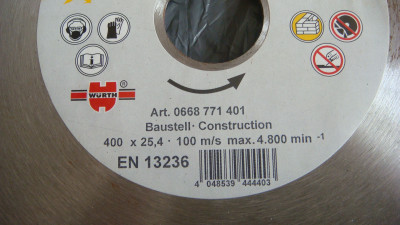 WÜRTH
Art. 0668 771 401
Baustell· Construction
400 x 25,4 · 100 m/s max. 4.800 min -1
EN 13236
4 048539 444403